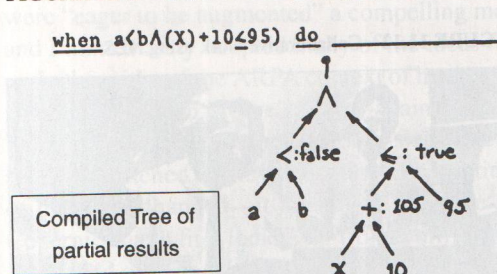 when a<b∧(X)+10≤95) do
∧
<:false ≤: true
a b +: 105 95
X 10
Compiled Tree of
partial results